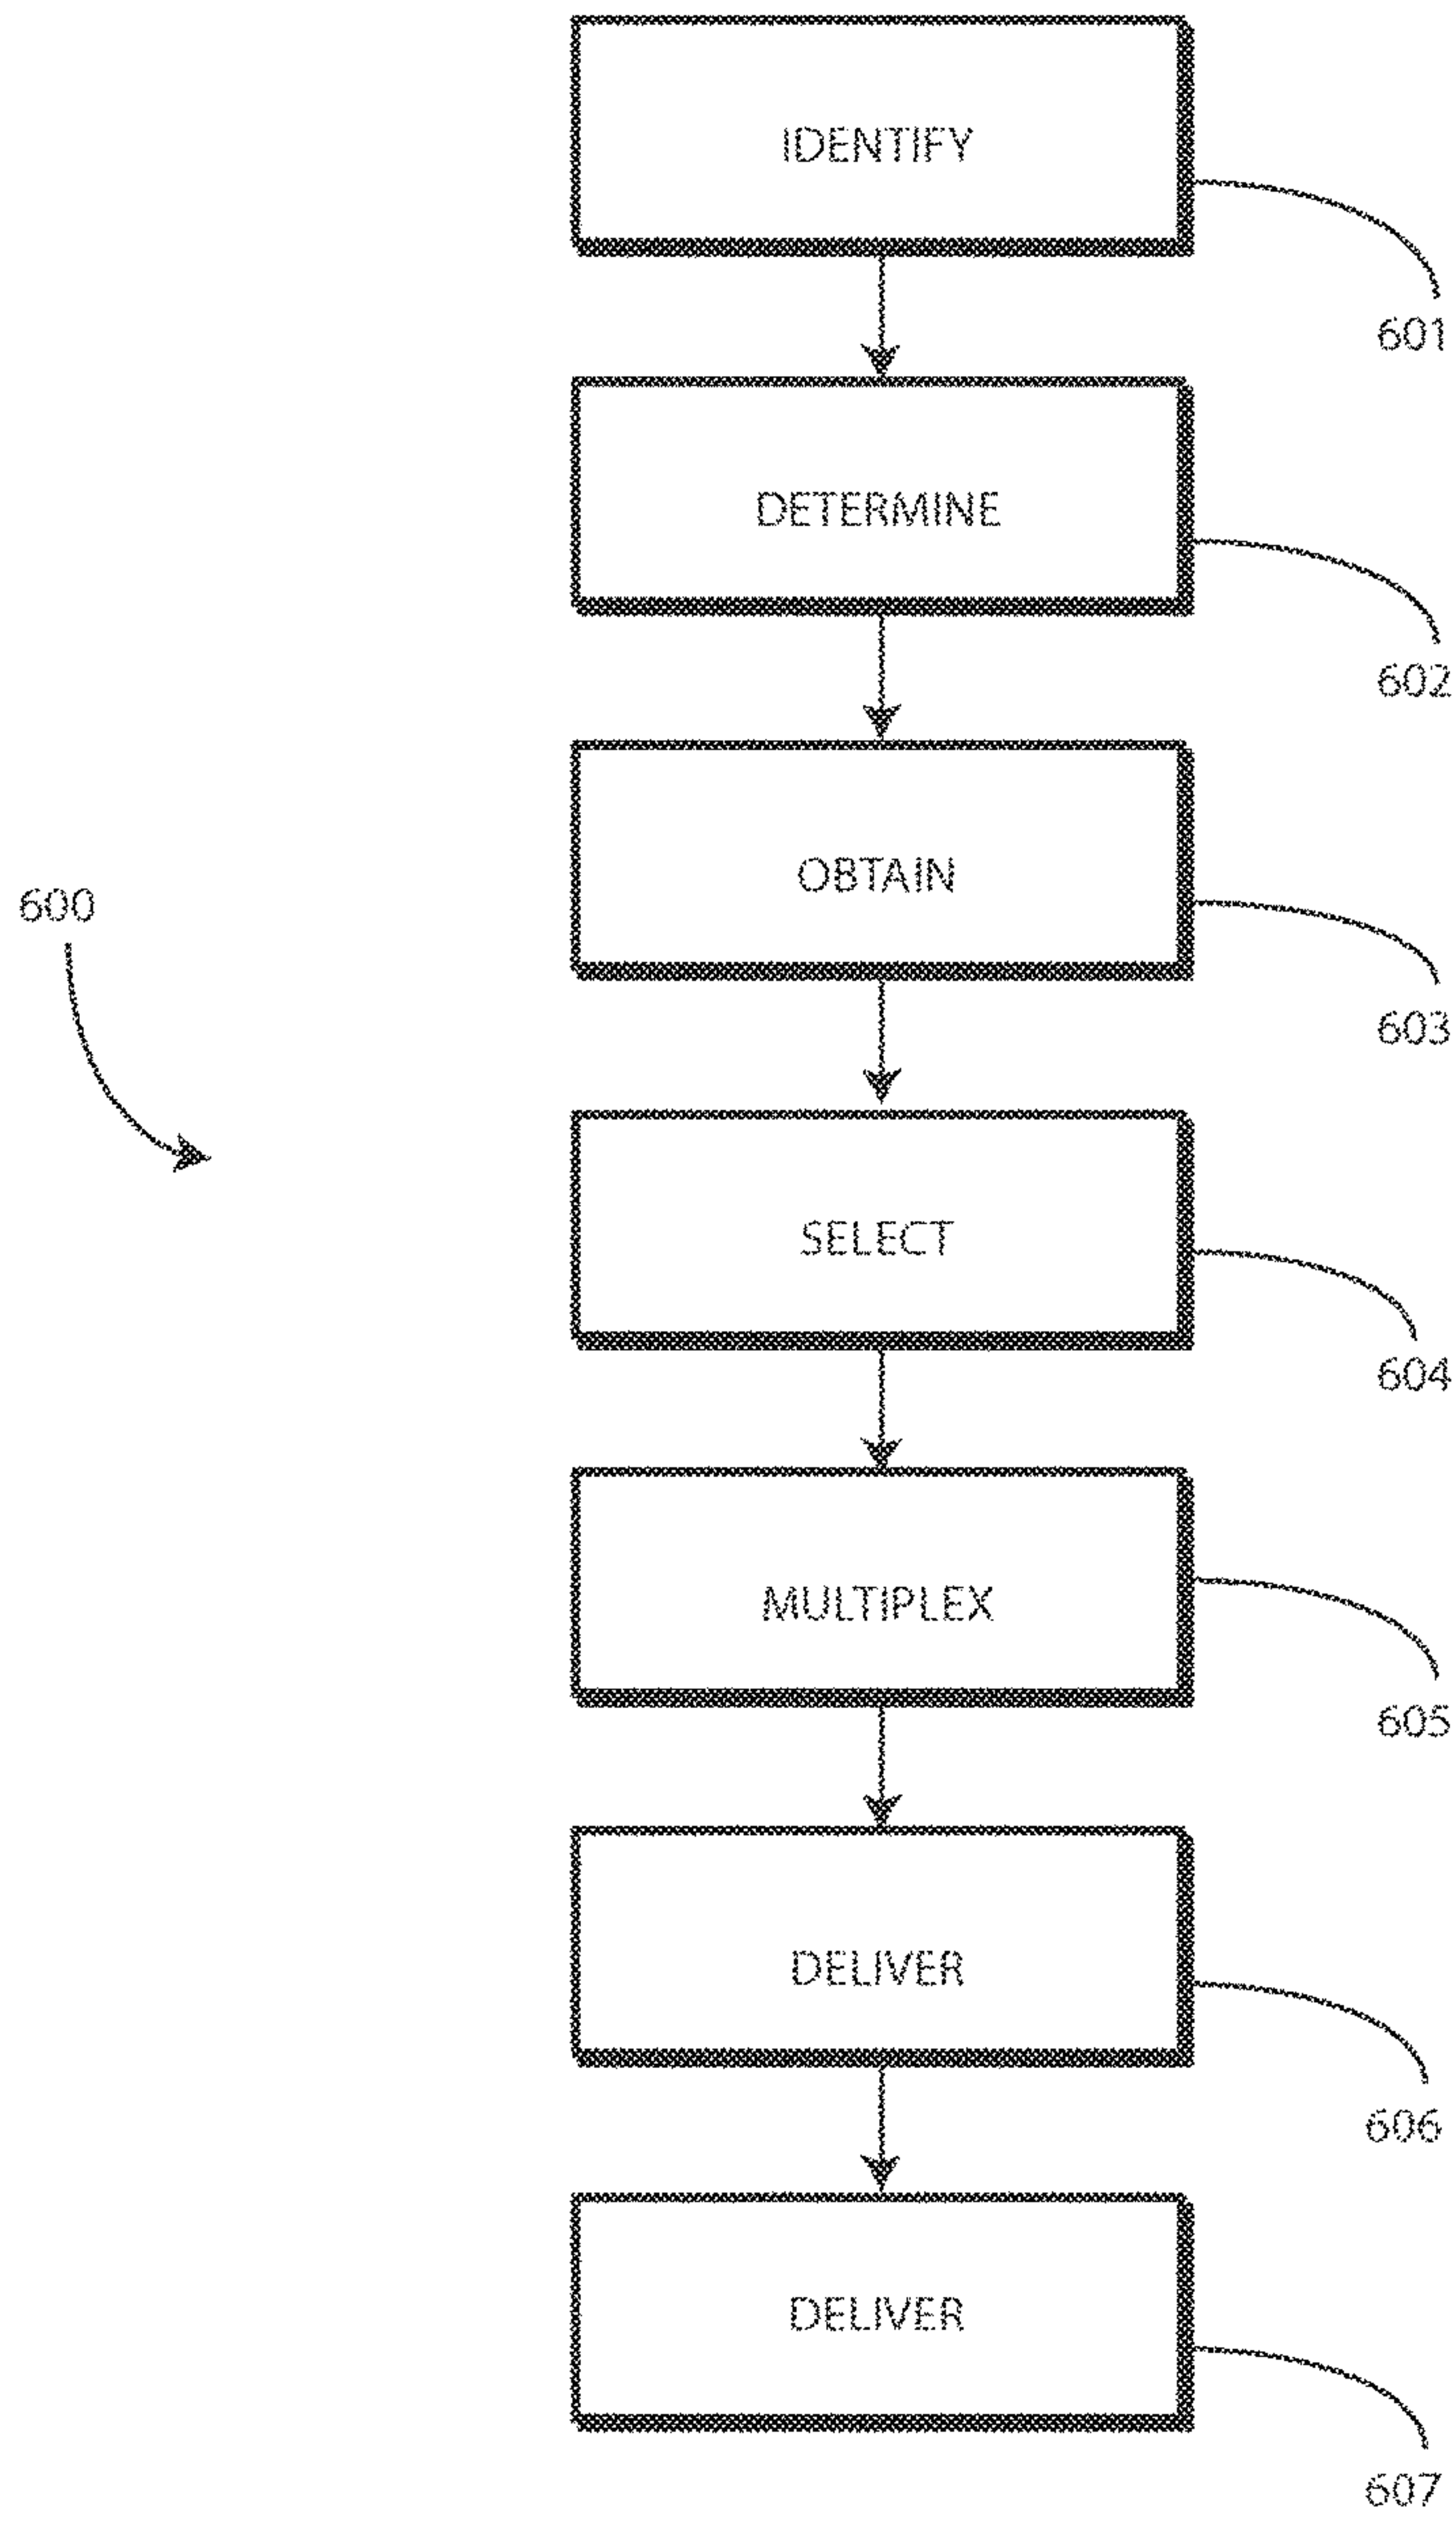 IDENTIFY
601
DETERMINE
602
OBTAIN
600
603
SELECT
604
MULTIPLEX
605
DELIVER
606
DELIVER
607